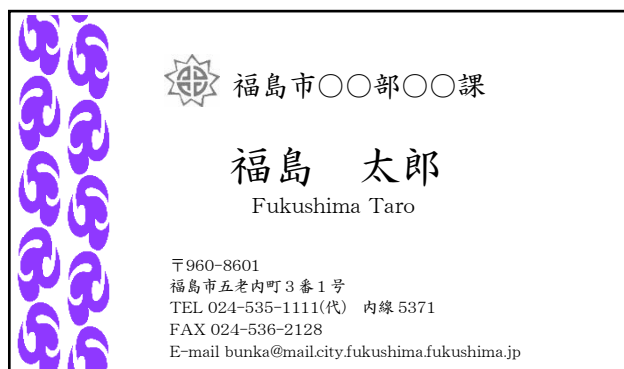 福島市○○部○○課
福島　太郎
Fukushima Taro
〒960-8601
福島市五老内町３番１号
TEL 024-535-1111(代)　内線 5371
FAX 024-536-2128
E-mail bunka@mail.city.fukushima.fukushima.jp